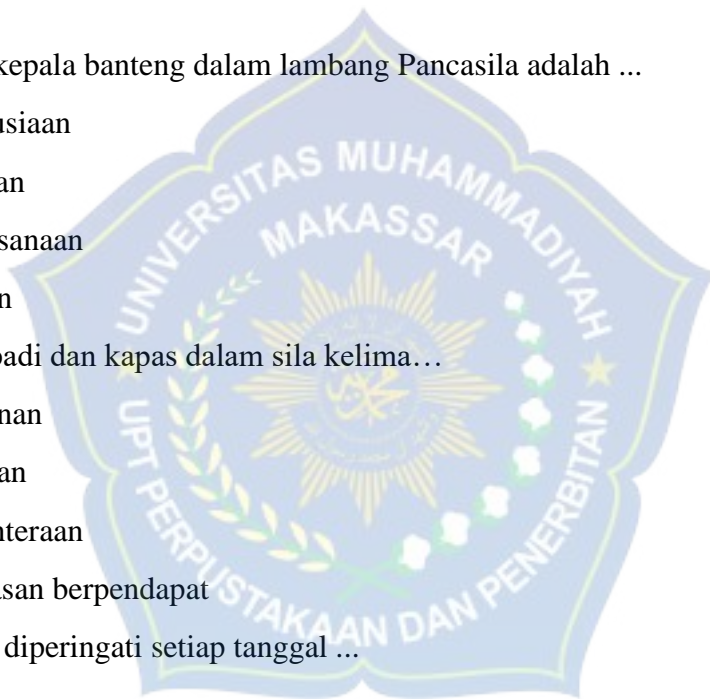 kepala banteng dalam lambang Pancasila adalah ...
usiaan
an
sanaan
n
padi dan kapas dalam sila kelima…
nan
an
nteraan
asan berpendapat
diperingati setiap tanggal ...
UNIVERSITAS MUHAMMADIYAH
MAKASSAR
UPT PERPUSTAKAAN DAN PENERBITAN